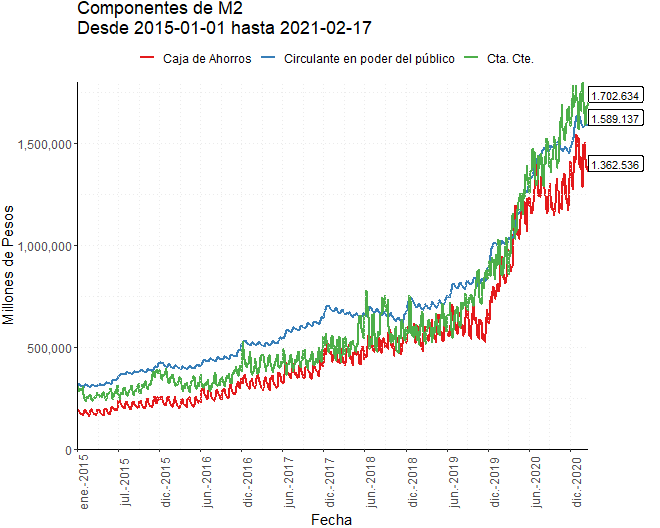 Componentes de M2
Desde 2015-01-01 hasta 2021-02-17
Caja de Ahorros Circulante en poder del público Cta. Cte.
Millones de Pesos
1,500,000
1,000,000
500,000
0
1.702.634
1.589.137
1.362.536
ene.-2015 jul.-2015 dic.-2015 jun.-2016 dic.-2016 jun.-2017 dic.-2017 jun.-2018 dic.-2018 jun.-2019 dic.-2019 jun.-2020 dic.-2020
Fecha